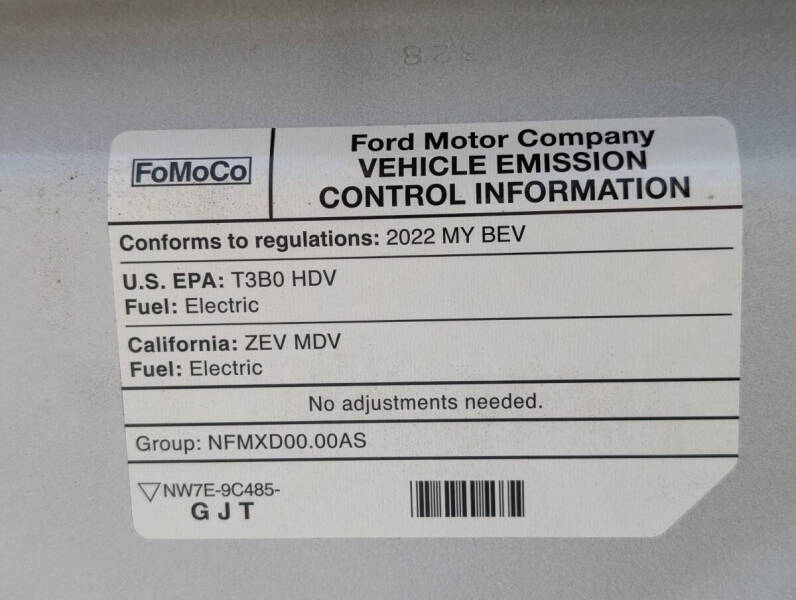 328
FoMoCo
Ford Motor Company
VEHICLE EMISSION
CONTROL INFORMATION
Conforms to regulations: 2022 MY BEV
U.S. EPA: T3B0 HDV
Fuel: Electric
California: ZEV MDV
Fuel: Electric
No adjustments needed.
Group: NFMXD00.00AS
NW7E-9C485-
GJT